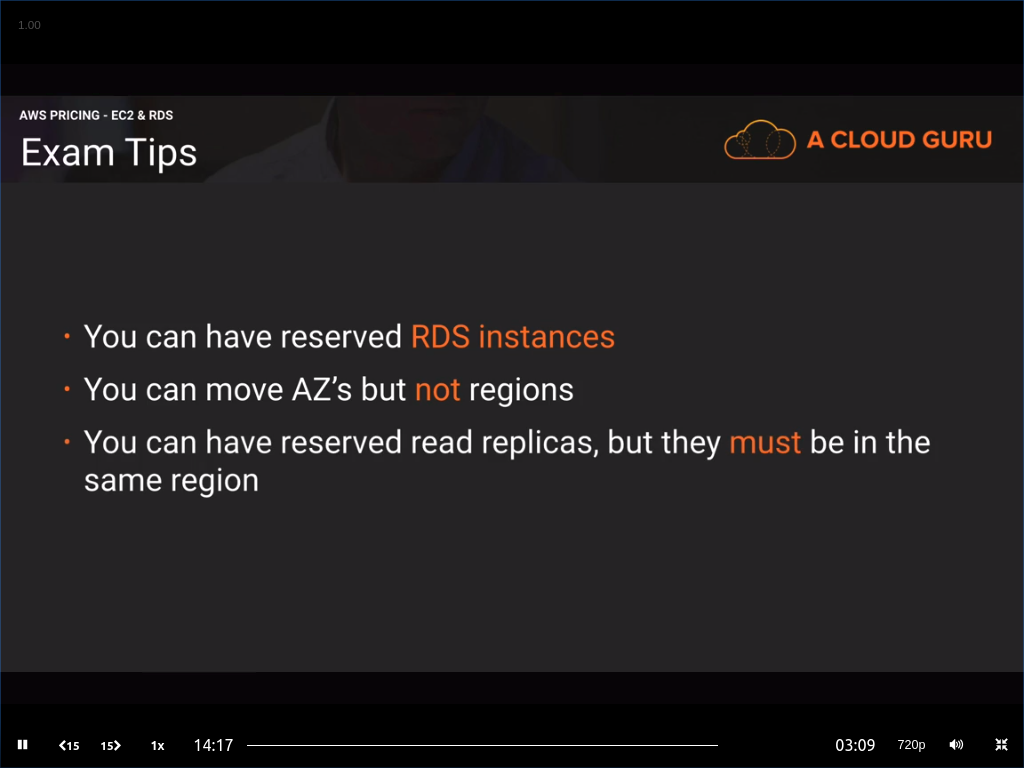 1.00
AWS PRICING - EC2 & RDS
Exam Tips
A CLOUD GURU
• You can have reserved RDS instances
• You can move AZ’s but not regions
• You can have reserved read replicas, but they must be in the
same region
15 15 1x 14:17 03:09 720p